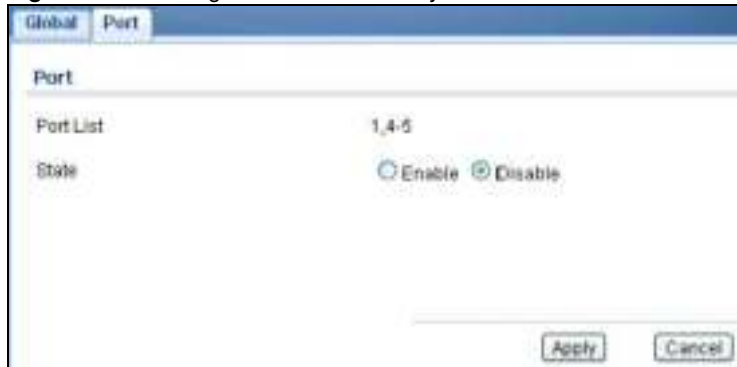 Global Port
Port
Port List 1,4-5
State Enable Disable
Apply Cancel